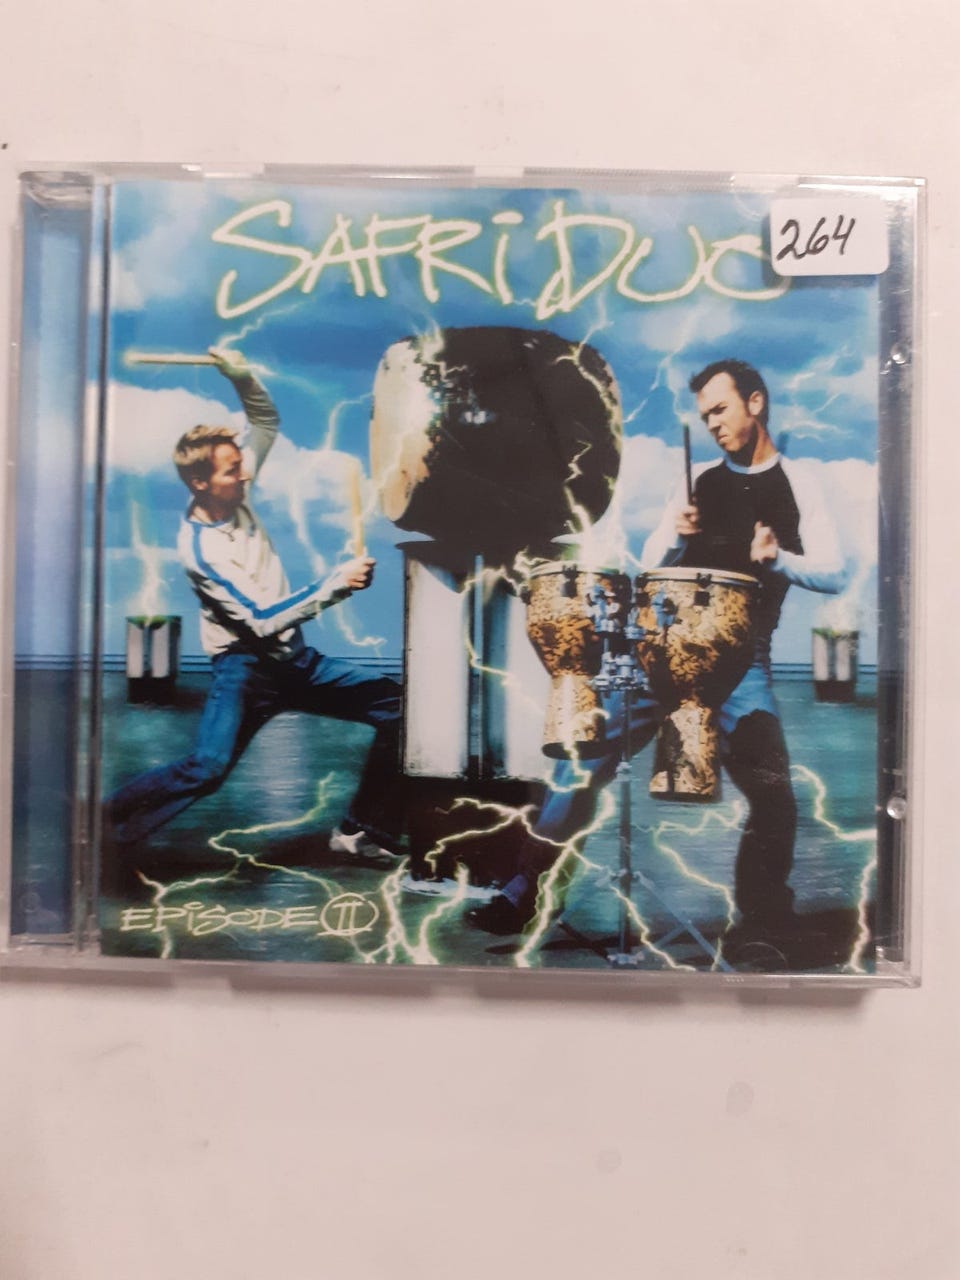 SAFRi DUO
264
EPiSODE II